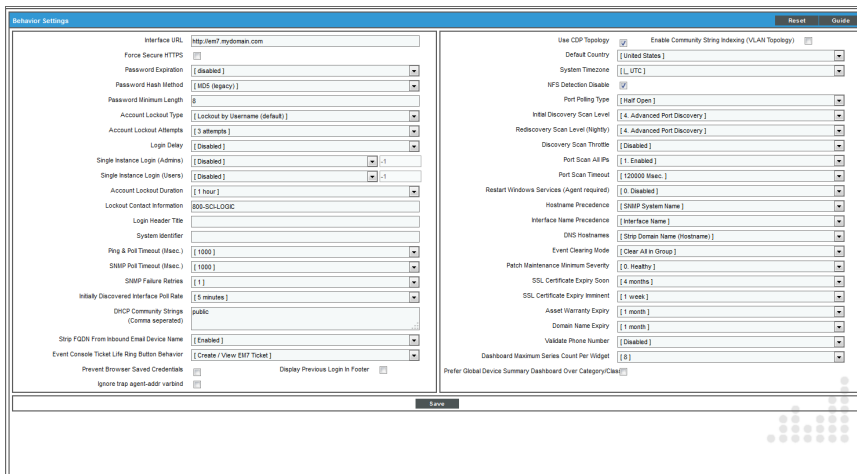 Behavior Settings
Reset
Guide
Interface URL
http://em7.mydomain.com
Force Secure HTTPS
Password Expiration
[ disabled ]
Password Hash Method
[ MD5 (legacy) ]
Password Minimum Length
8
Account Lockout Type
[ Lockout by Username (default) ]
Account Lockout Attempts
[ 3 attempts ]
Login Delay
[ Disabled ]
Single Instance Login (Admins)
[ Disabled ]
-1
Single Instance Login (Users)
[ Disabled ]
-1
Account Lockout Duration
[ 1 hour ]
Lockout Contact Information
800-SCI-LOGIC
Login Header Title
System Identifier
Ping & Poll Timeout (Msec.)
[ 1000 ]
SNMP Poll Timeout (Msec.)
[ 1000 ]
SNMP Failure Retries
[ 1 ]
Initially Discovered Interface Poll Rate
[ 5 minutes ]
DHCP Community Strings
(Comma seperated)
public
Strip FQDN From Inbound Email Device Name
[ Enabled ]
Event Console Ticket Life Ring Button Behavior
[ Create / View EM7 Ticket ]
Prevent Browser Saved Credentials
Display Previous Login In Footer
Ignore trap agent-addr varbind
Use CDP Topology
Enable Community String Indexing (VLAN Topology)
Default Country
[ United States ]
System Timezone
[ |_ UTC ]
NFS Detection Disable
Port Polling Type
[ Half Open ]
Initial Discovery Scan Level
[ 4. Advanced Port Discovery ]
Rediscovery Scan Level (Nightly)
[ 4. Advanced Port Discovery ]
Discovery Scan Throttle
[ Disabled ]
Port Scan All IPs
[ 1. Enabled ]
Port Scan Timeout
[ 120000 Msec. ]
Restart Windows Services (Agent required)
[ 0. Disabled ]
Hostname Precedence
[ SNMP System Name ]
Interface Name Precedence
[ Interface Name ]
DNS Hostnames
[ Strip Domain Name (Hostname) ]
Event Clearing Mode
[ Clear All in Group ]
Patch Maintenance Minimum Severity
[ 0. Healthy ]
SSL Certificate Expiry Soon
[ 4 months ]
SSL Certificate Expiry Imminent
[ 1 week ]
Asset Warranty Expiry
[ 1 month ]
Domain Name Expiry
[ 1 month ]
Validate Phone Number
[ Disabled ]
Dashboard Maximum Series Count Per Widget
[ 8 ]
Prefer Global Device Summary Dashboard Over Category/Class
Save